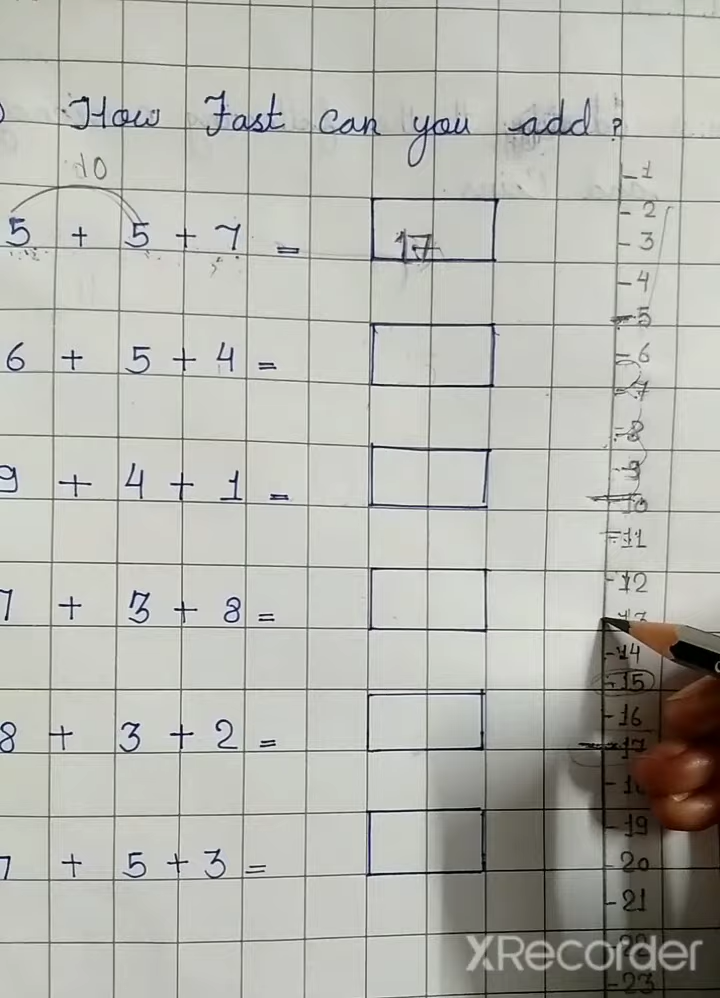 How Fast can you add?
10
5 + 5 + 7 = 17
6 + 5 + 4 =
9 + 4 + 1 =
7 + 3 + 8 =
8 + 3 + 2 =
7 + 5 + 3 =
-1
-2
-3
-4
-5
-6
-7
-8
-9
-10
-11
-12
-13
-14
-15
-16
-17
-19
-20
-21
-22
-23
XRecorder